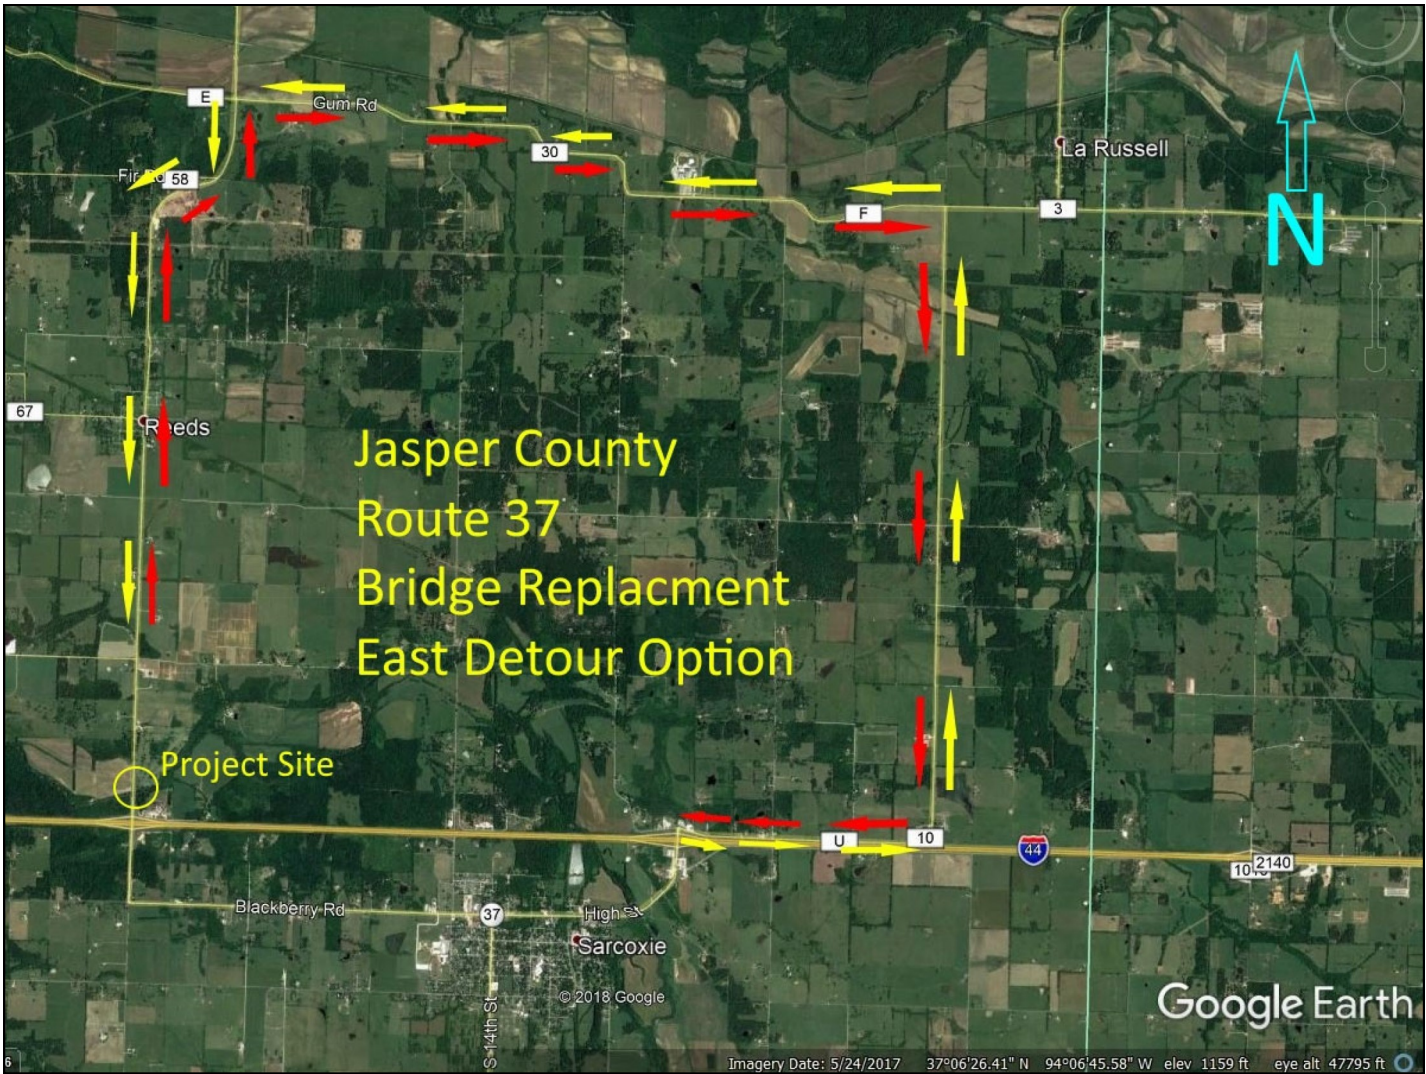 E
Gum Rd
30
La Russell
58
F
3
N
67
Reeds
Jasper County
Route 37
Bridge Replacment
East Detour Option
Project Site
U
10
44
2140
Blackberry Rd
37
High St
Sarcoxie
© 2018 Google
S 14th St
Google Earth
Imagery Date: 5/24/2017 37°06'26.41" N 94°06'45.58" W elev 1159 ft eye alt 47795 ft
6